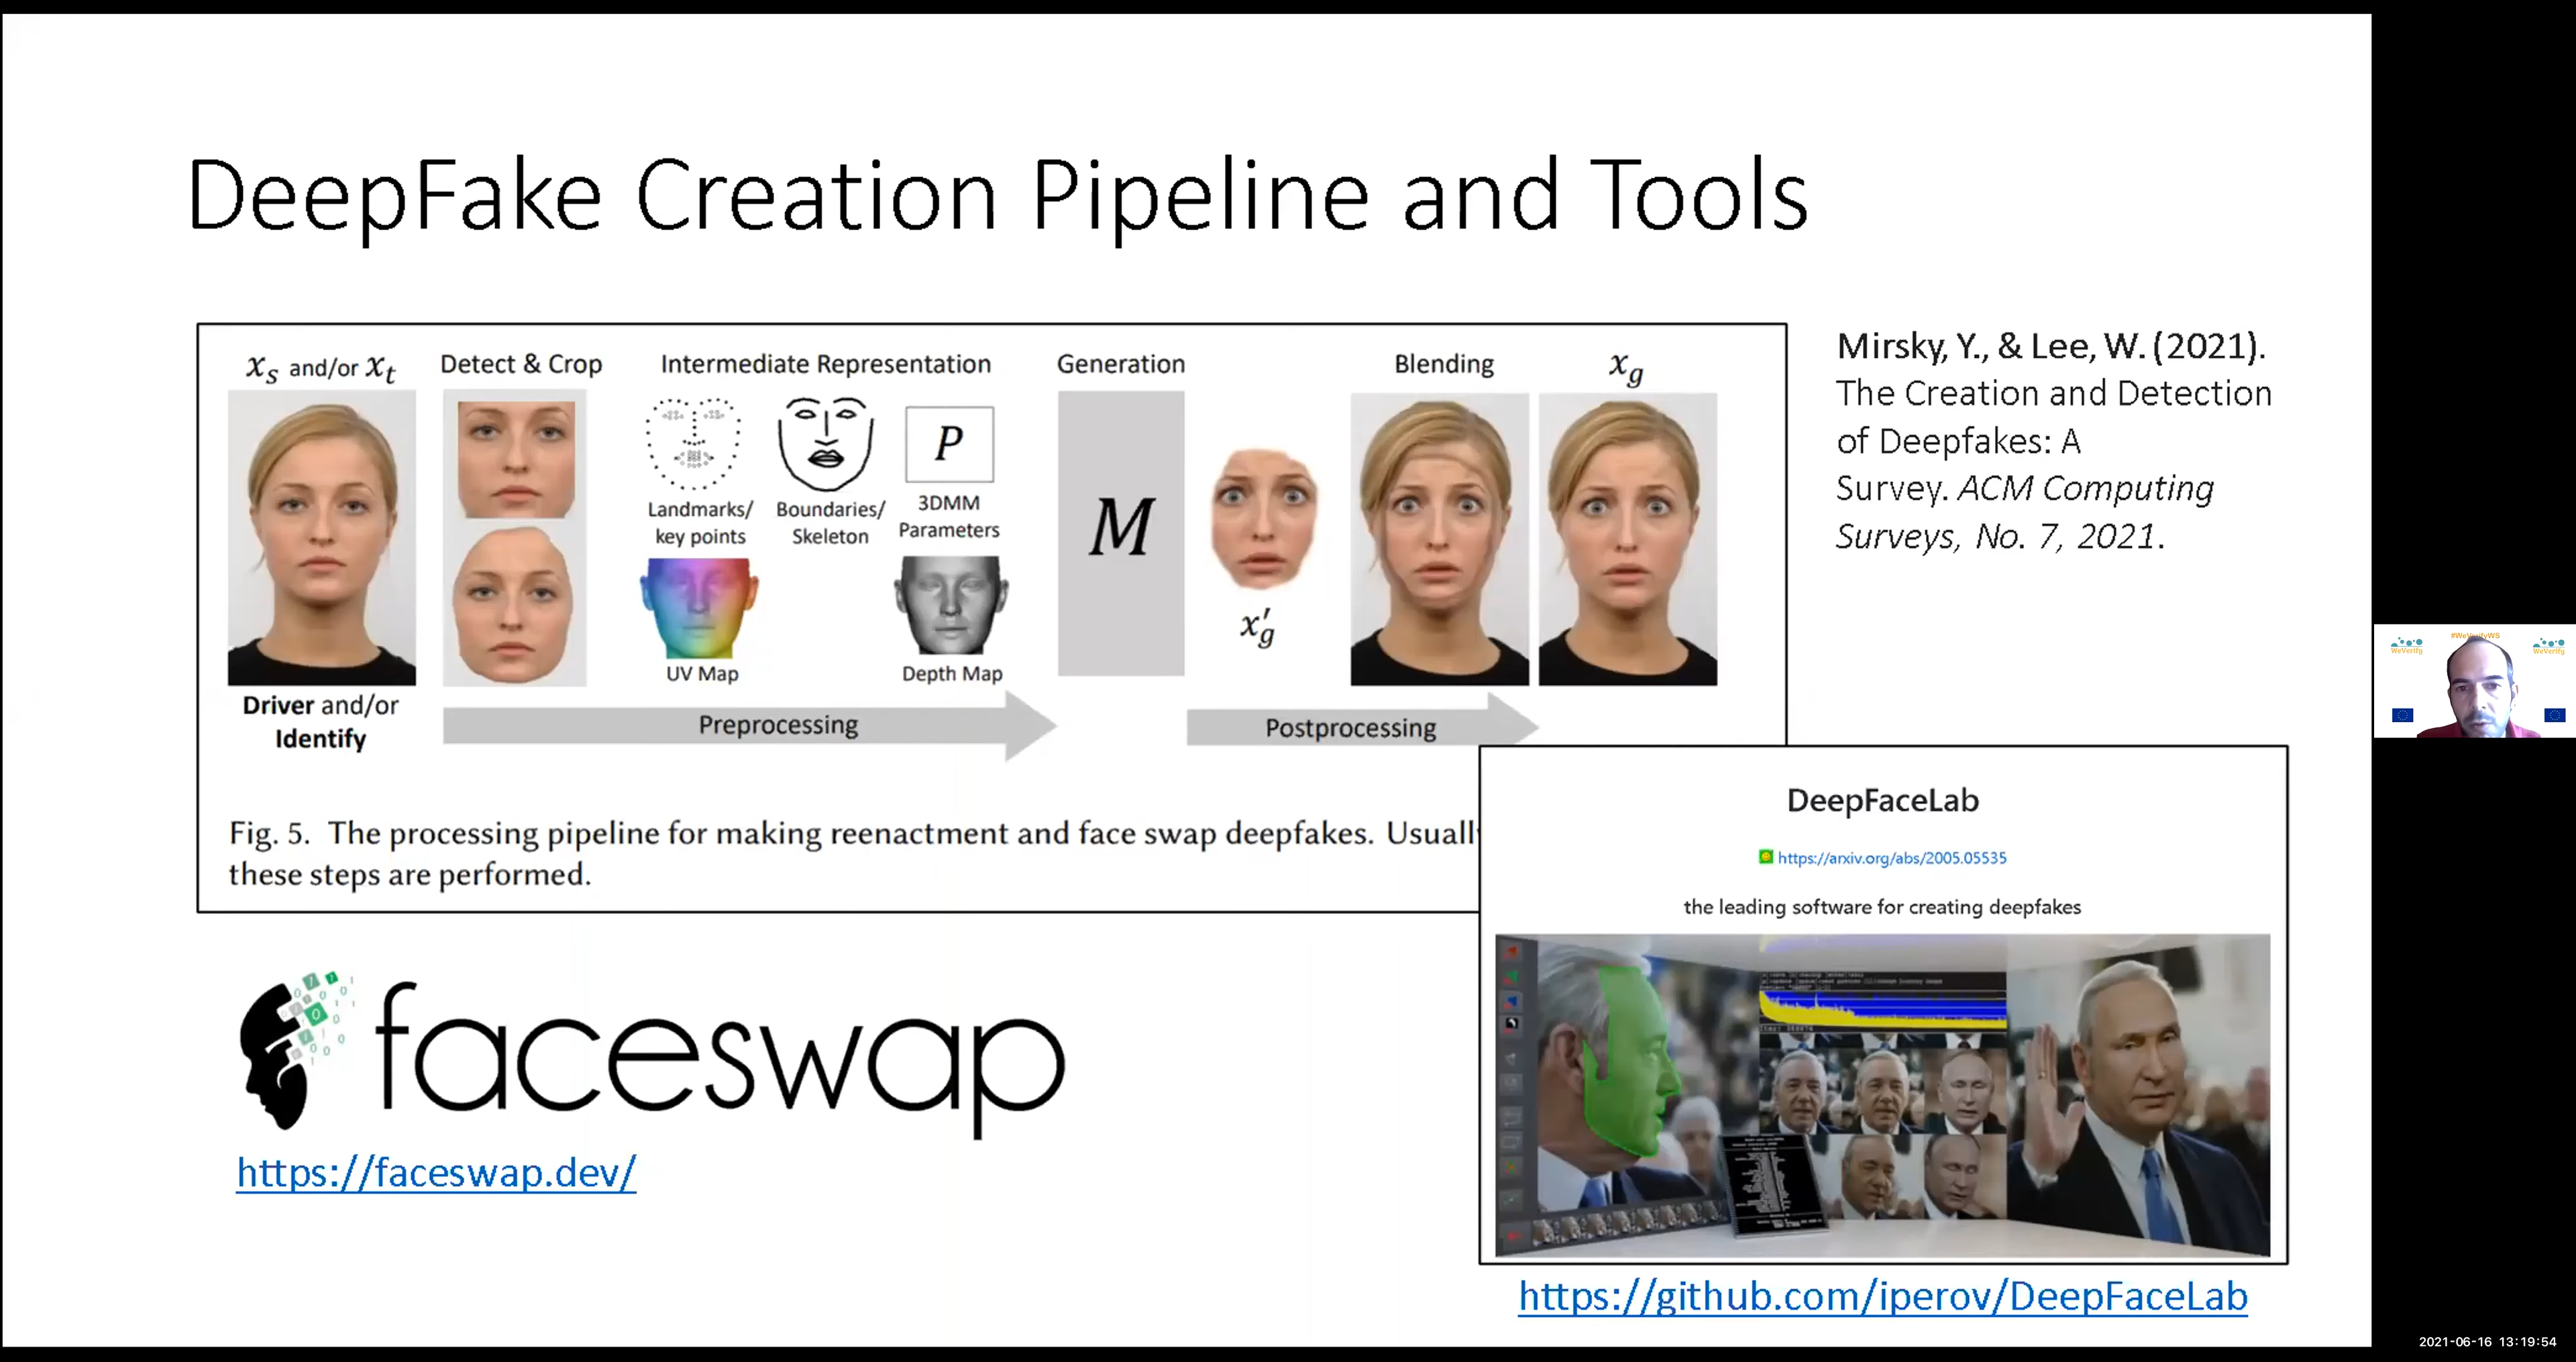 DeepFake Creation Pipeline and Tools
xs and/or xt
Detect & Crop
Intermediate Representation
Generation
Blending
xg
Landmarks/
key points
Boundaries/
Skeleton
P
3DMM
Parameters
UV Map
Depth Map
M
x′g
Driver and/or
Identify
Preprocessing
Postprocessing
Fig. 5. The processing pipeline for making reenactment and face swap deepfakes. Usuall
these steps are performed.
Mirsky, Y., & Lee, W. (2021).
The Creation and Detection
of Deepfakes: A
Survey. ACM Computing
Surveys, No. 7, 2021.
#WeVerifyWS
WeVerify
WeVerify
DeepFaceLab
https://arxiv.org/abs/2005.05535
the leading software for creating deepfakes
faceswap
https://faceswap.dev/
https://github.com/iperov/DeepFaceLab
2021-06-16 13:19:54